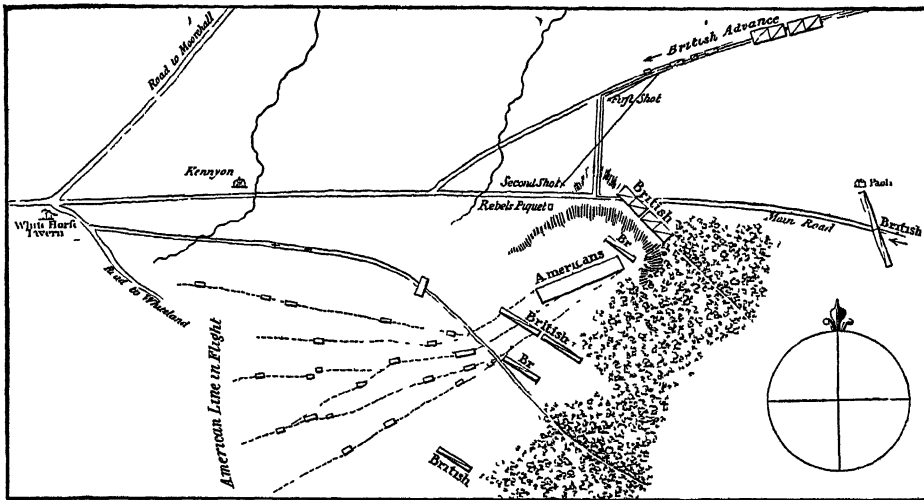 British Advance
Road to Moorehall
First Shot
Kennyon
Second Shot
Paoli
British
Rebels Piquet
White Horse
Tavern
Main Road
British
Br
Americans
Road to Whiteland
British
Br
American Line in Flight
British